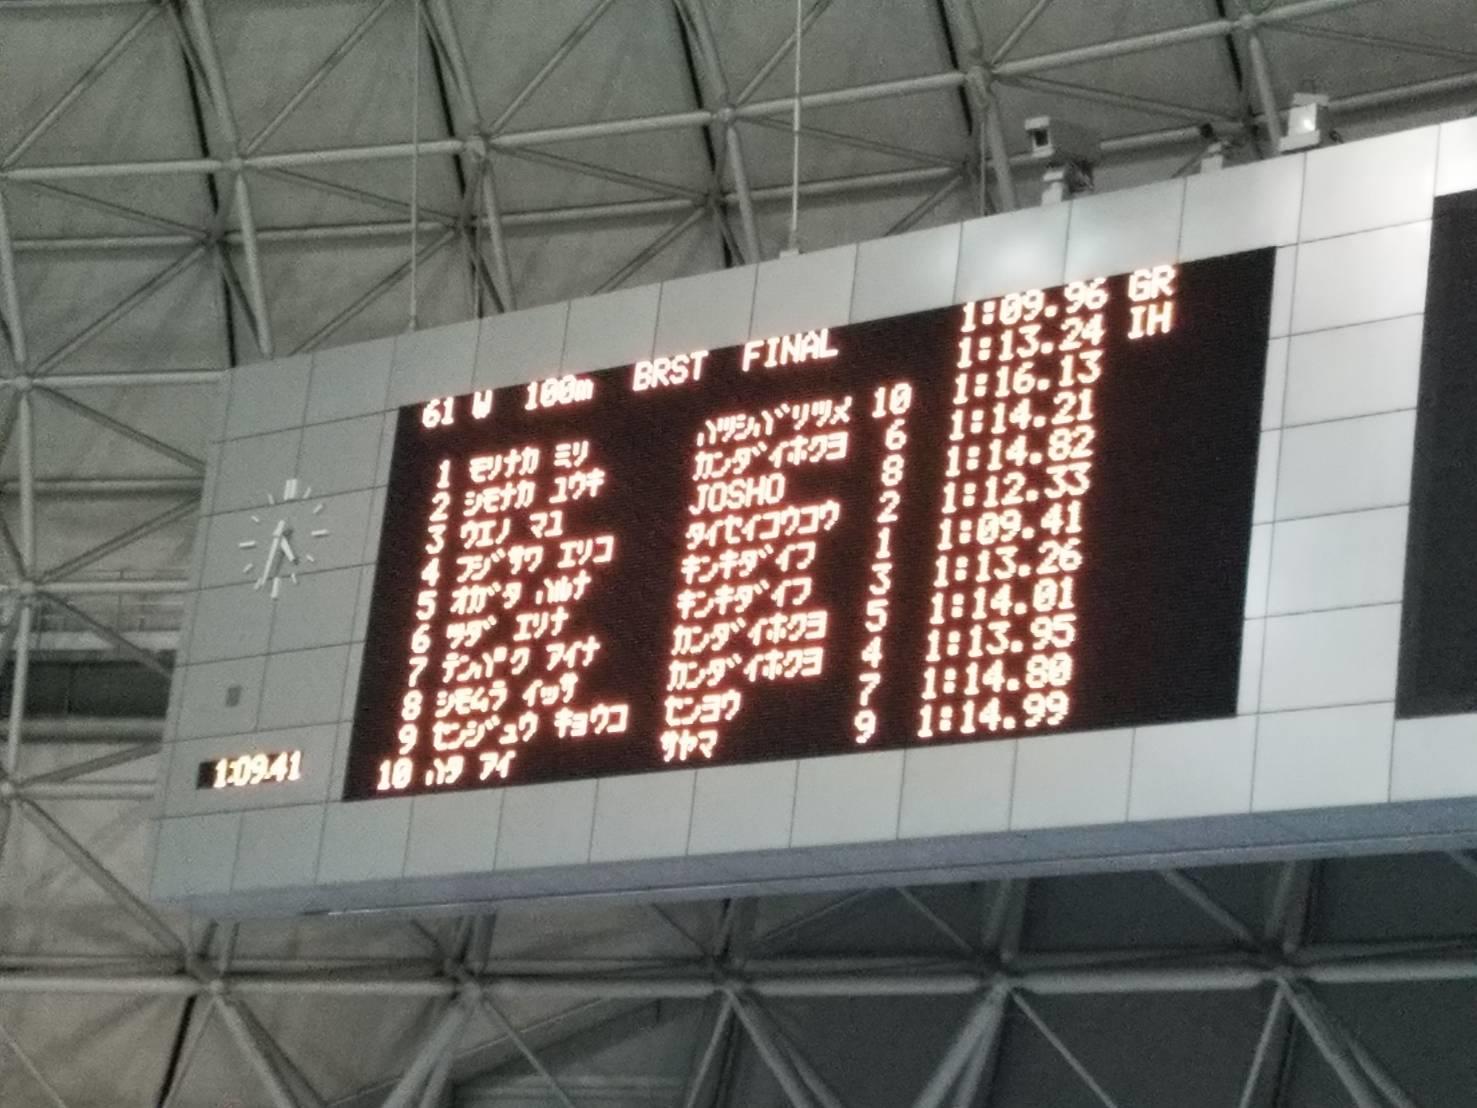 1:09.96 GR
61 W 100m BRST FINAL 1:13.24 IH
1 モリナカ ミリ ハツシバリツメ 10 1:16.13
2 シモナカ ユウキ カンダイホクヨ 6 1:14.21
3 ウエノ マユ JOSHO 8 1:14.82
4 フジサワ エリコ タイセイコウコウ 2 1:12.33
5 オガタ ハルナ キンキダイフ 1 1:09.41
6 ツダ エリナ キンキダイフ 3 1:13.26
7 テンパク アイナ カンダイホクヨ 5 1:14.01
8 シモムラ イッサ カンダイホクヨ 4 1:13.95
9 センジュウ キョウコ センヨウ 7 1:14.80
10 ハタ アイ サヤマ 9 1:14.99
1:09.41